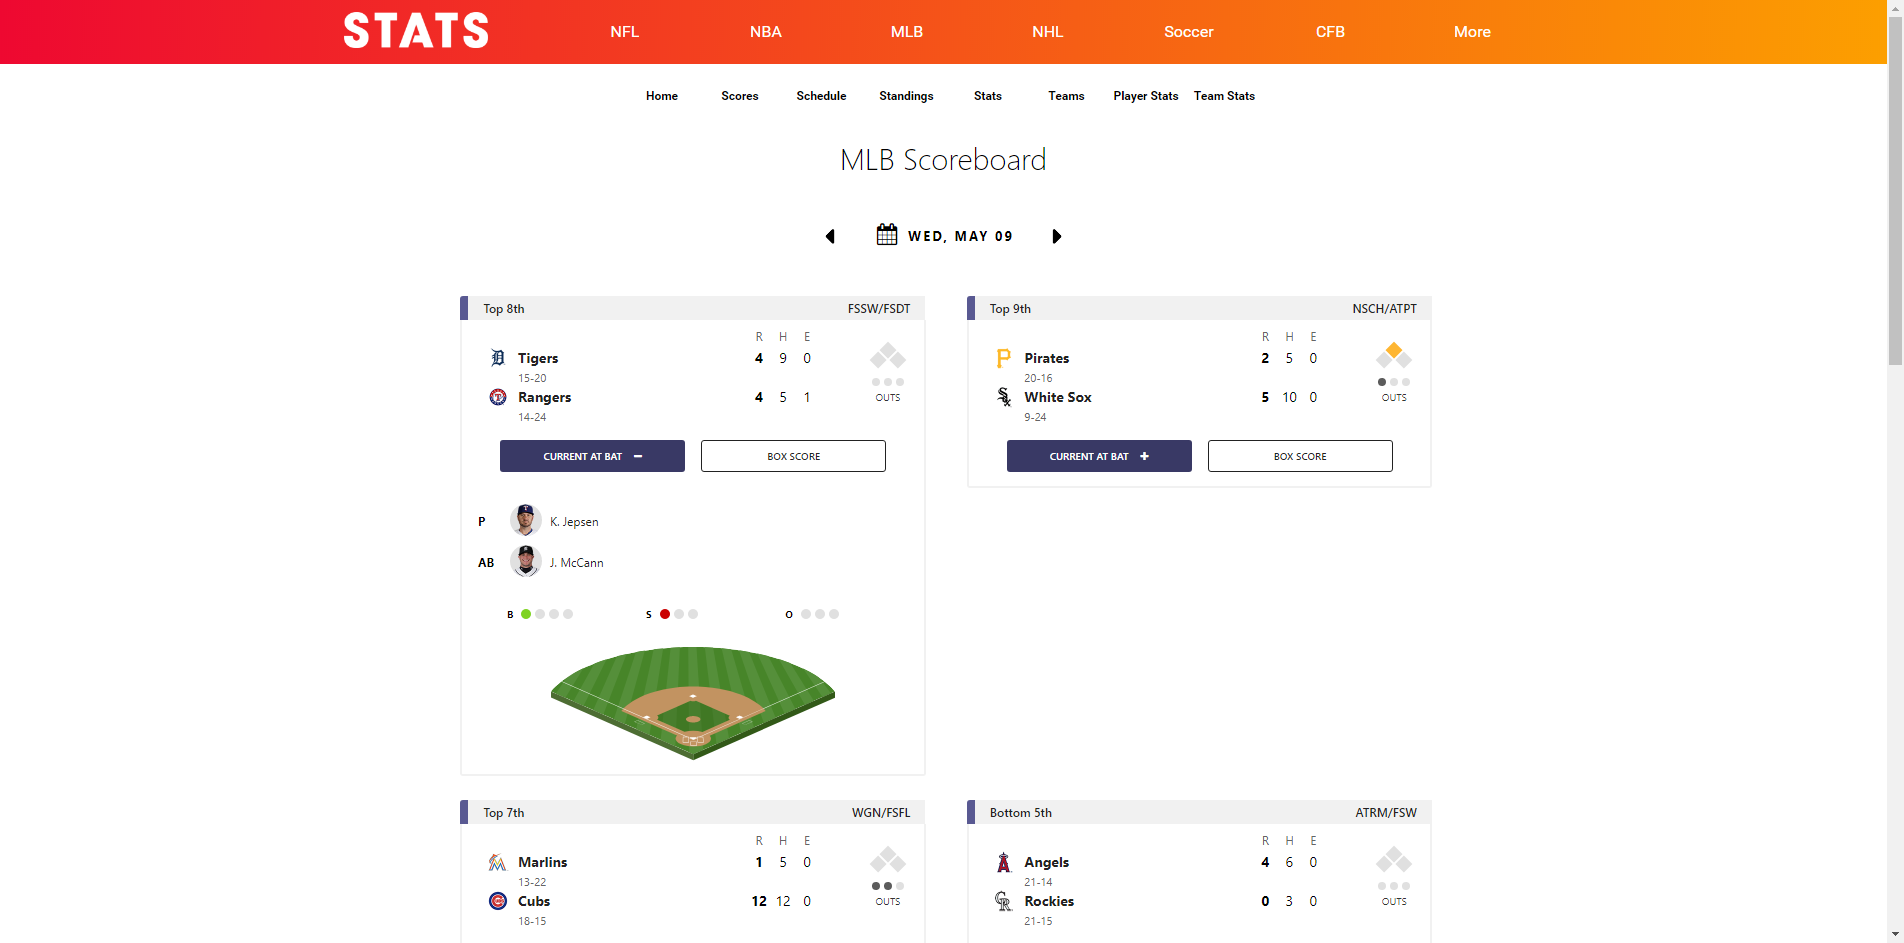 STATS NFL NBA MLB NHL Soccer CFB More
Home Scores Schedule Standings Stats Teams Player Stats Team Stats
MLB Scoreboard
WED, MAY 09
Top 8th FSSW/FSDT
R H E
Tigers 4 9 0
15-20
Rangers 4 5 1
OUTS
14-24
CURRENT AT BAT − BOX SCORE
P K. Jepsen
AB J. McCann
B S O
Top 9th NSCH/ATPT
R H E
Pirates 2 5 0
20-16
White Sox 5 10 0
OUTS
9-24
CURRENT AT BAT + BOX SCORE
Top 7th WGN/FSFL
R H E
Marlins 1 5 0
13-22
Cubs 12 12 0
OUTS
18-15
Bottom 5th ATRM/FSW
R H E
Angels 4 6 0
21-14
Rockies 0 3 0
OUTS
21-15